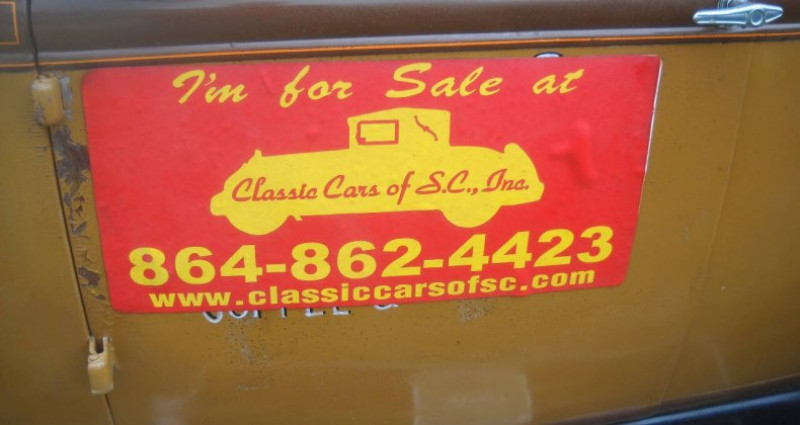 I'm for Sale at
Classic Cars of S.C., Inc.
864-862-4423
www.classiccarsofsc.com